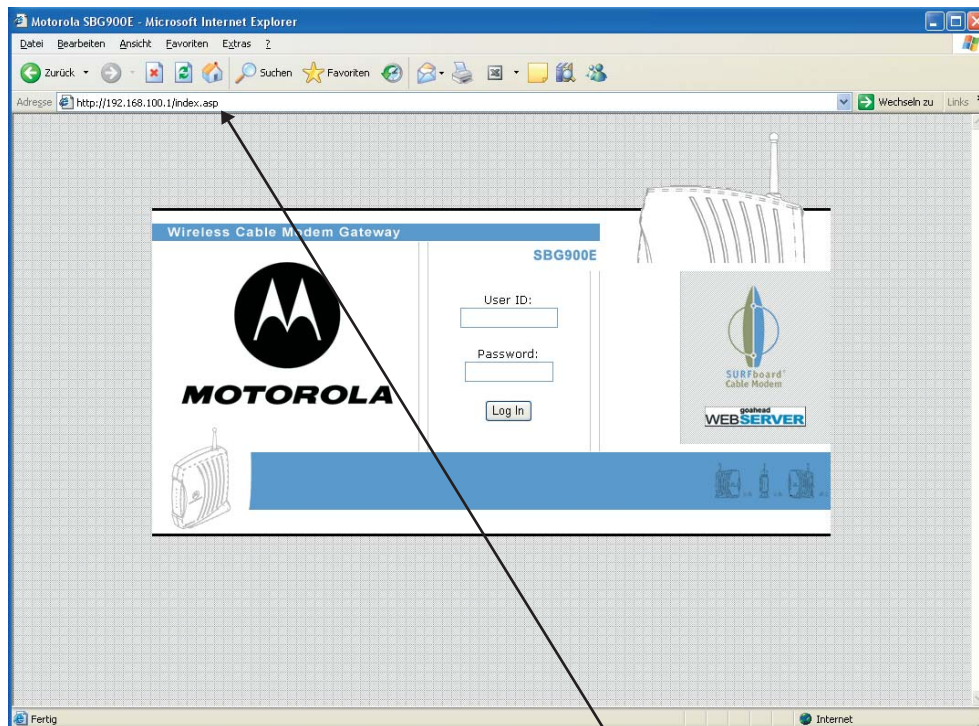 Motorola SBG900E - Microsoft Internet Explorer
Datei Bearbeiten Ansicht Favoriten Extras ?
Zurück Suchen Favoriten
Adresse http://192.168.100.1/index.asp Wechseln zu Links
Wireless Cable Modem Gateway
SBG900E
User ID:
Password:
Log In
MOTOROLA
SURFboard®
Cable Modem
goahead
WEBSERVER
Fertig Internet